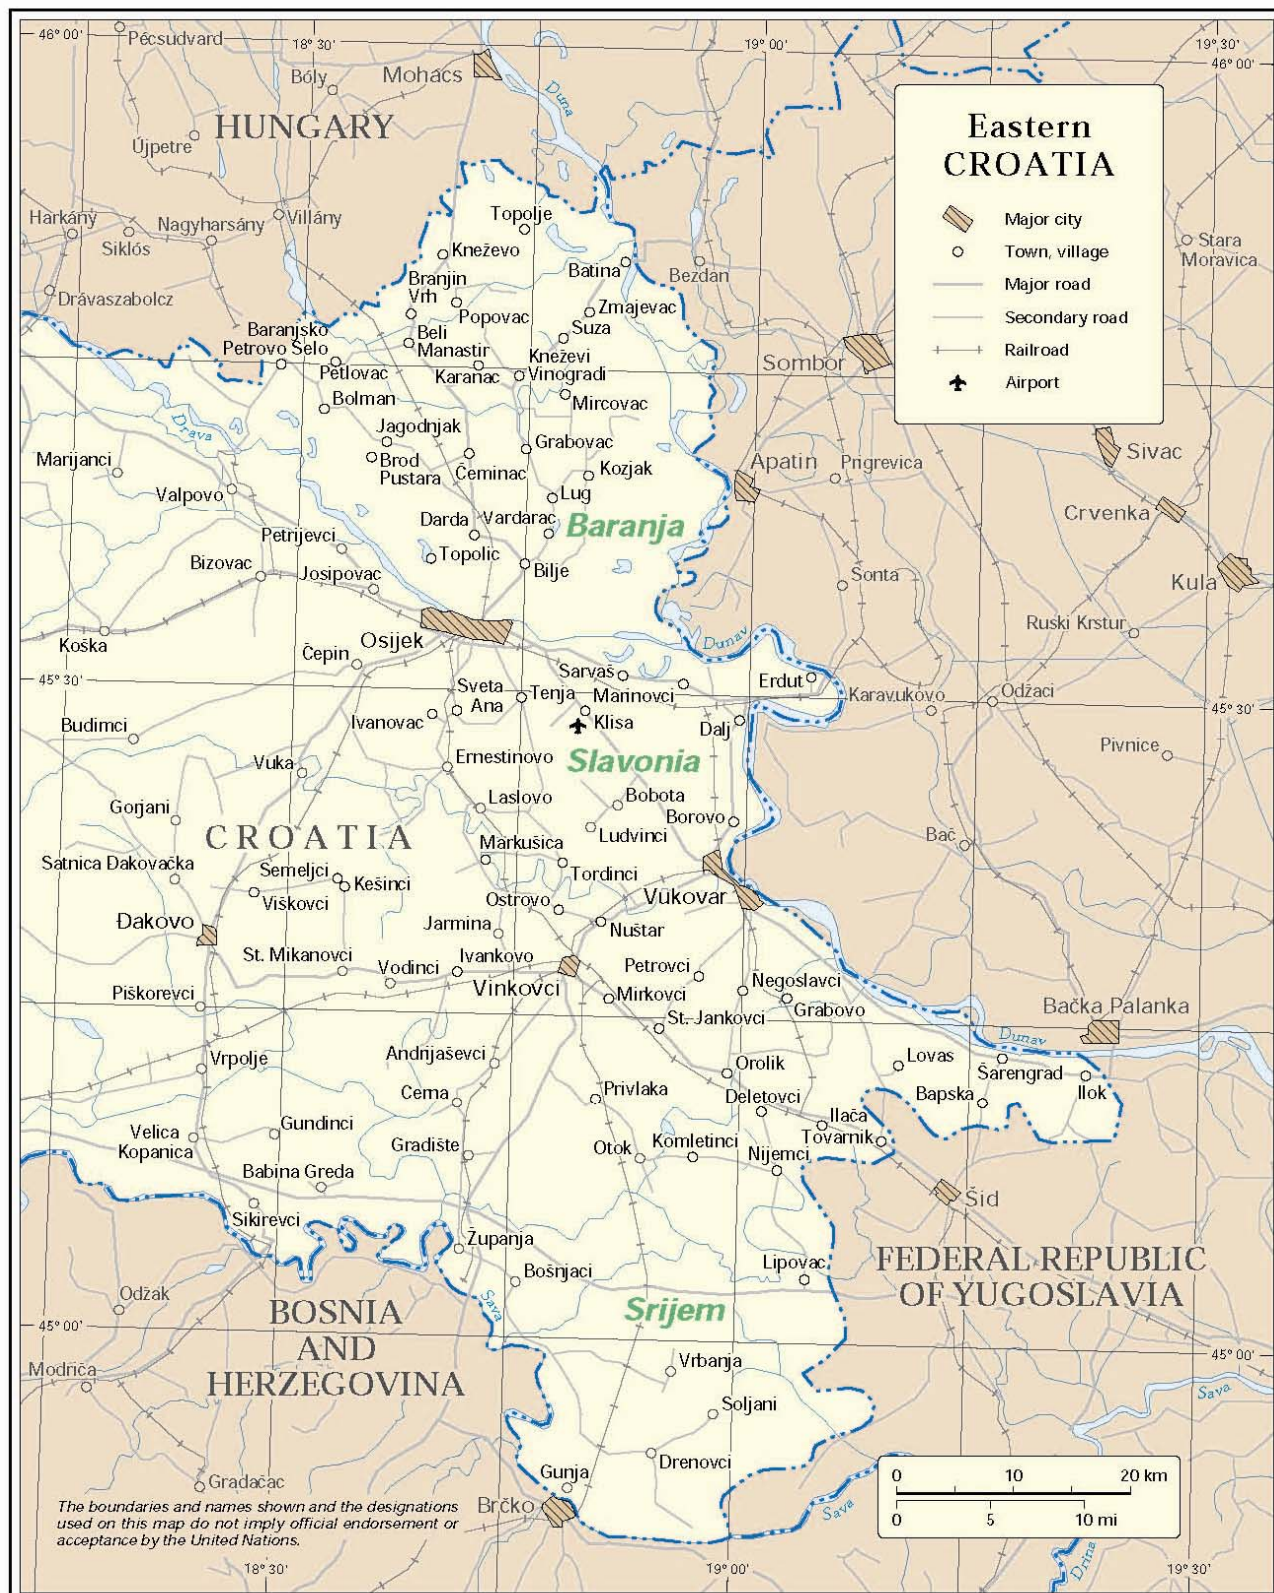 46° 00'
Pécsudvard
18° 30'
19° 00'
19° 30'
46° 00'
Bóly
Mohács
Duna
HUNGARY
Újpetre
Eastern
CROATIA
Major city
Town, village
Major road
Secondary road
Railroad
Airport
Harkány
Siklós
Nagyharsány
Villány
Topolje
Kneževo
Batina
Bezdan
Stara
Moravica
Drávaszabolcz
Branjin
Vrh
Popovac
Zmajevac
Suza
Baranjsko
Petrovo Selo
Beli
Manastir
Petlovac
Karanac
Kneževi
Vinogradi
Sombor
Bolman
Mircovac
Drava
Jagodnjak
Brod
Pustara
Čeminac
Grabovac
Kozjak
Apatin
Prigrevica
Sivac
Marijanci
Valpovo
Lug
Crvenka
Darda
Vardarac
Baranja
Petrijevci
Topolic
Bilje
Bizovac
Josipovac
Sonta
Kula
Koška
Osijek
Čepin
Dunav
Ruski Krstur
45° 30'
Sarvaš
Erdut
Sveta
Ana
Tenja
Marinovci
Karavukovo
Odžaci
45° 30'
Budimci
Ivanovac
Klisa
Dalj
Vuka
Ernestinovo
Slavonia
Pivnice
Gorjani
Laslovo
Bobota
Borovo
CROATIA
Markušica
Ludvinci
Bač
Satnica Đakovačka
Semeljci
Kešinci
Viškovci
Tordinci
Ostrovo
Vukovar
Đakovo
Jarmina
Nuštar
St. Mikanovci
Vodinci
Ivankovo
Vinkovci
Petrovci
Negoslavci
Piškorevci
Mirkovci
Grabovo
Bačka Palanka
St. Jankovci
Dunav
Vrpolje
Andrijaševci
Orolik
Lovas
Šarengrad
Ilok
Cerna
Privlaka
Deletovci
Bapska
Velica
Kopanica
Gundinci
Gradište
Otok
Komletinci
Ilača
Tovarnik
Nijemci
Babina Greda
Sikirevci
Šid
Županja
Bošnjaci
Lipovac
FEDERAL REPUBLIC
OF YUGOSLAVIA
Odžak
BOSNIA
AND
HERZEGOVINA
Sava
Srijem
45° 00'
45° 00'
Modriča
Vrbanja
Sava
Soljani
Gradačac
Gunja
Drenovci
Brčko
Sava
Drina
0 10 20 km
0 5 10 mi
The boundaries and names shown and the designations
used on this map do not imply official endorsement or
acceptance by the United Nations.
18° 30'
19° 00'
19° 30'